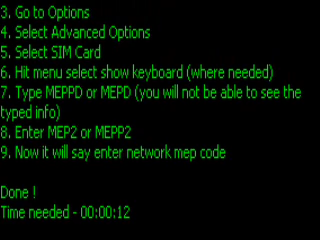 3. Go to Options
4. Select Advanced Options
5. Select SIM Card
6. Hit menu select show keyboard (where needed)
7. Type MEPPD or MEPD (you will not be able to see the
typed info)
8. Enter MEP2 or MEPP2
9. Now it will say enter network mep code
Done !
Time needed - 00:00:12